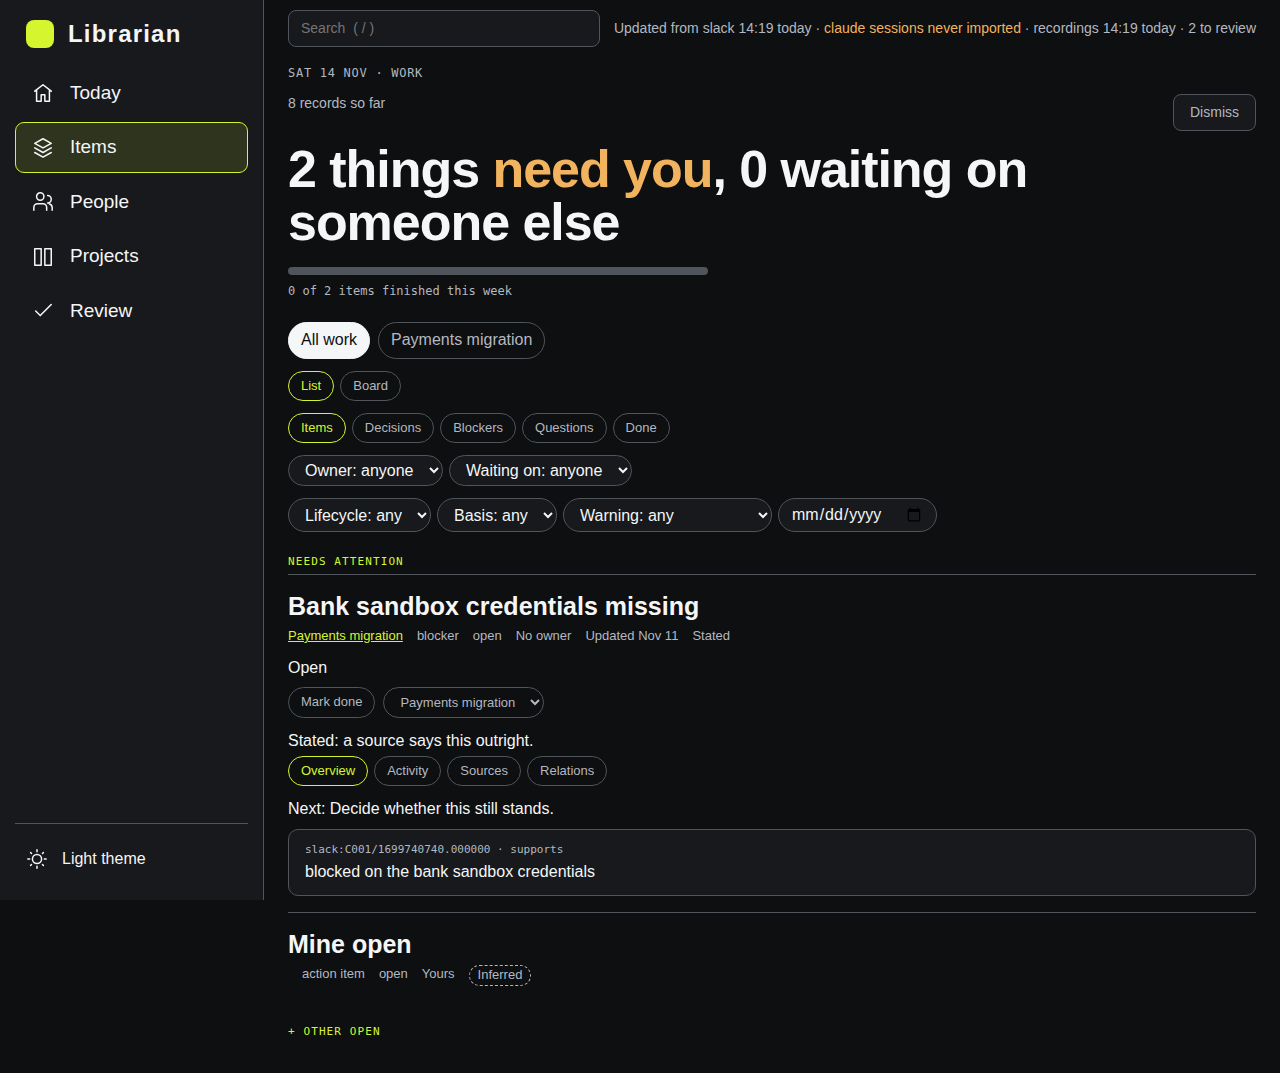 Librarian
Today
Items
People
Projects
Review
Light theme
Search ( / )
Updated from slack 14:19 today · claude sessions never imported · recordings 14:19 today · 2 to review
SAT 14 NOV · WORK
8 records so far
Dismiss
2 things need you, 0 waiting on
someone else
0 of 2 items finished this week
All work
Payments migration
List
Board
Items
Decisions
Blockers
Questions
Done
Owner: anyone
Waiting on: anyone
Lifecycle: any
Basis: any
Warning: any
mm/dd/yyyy
NEEDS ATTENTION
Bank sandbox credentials missing
Payments migration blocker open No owner Updated Nov 11 Stated
Open
Mark done
Payments migration
Stated: a source says this outright.
Overview
Activity
Sources
Relations
Next: Decide whether this still stands.
slack:C001/1699740740.000000 · supports
blocked on the bank sandbox credentials
Mine open
action item open Yours Inferred
+ OTHER OPEN